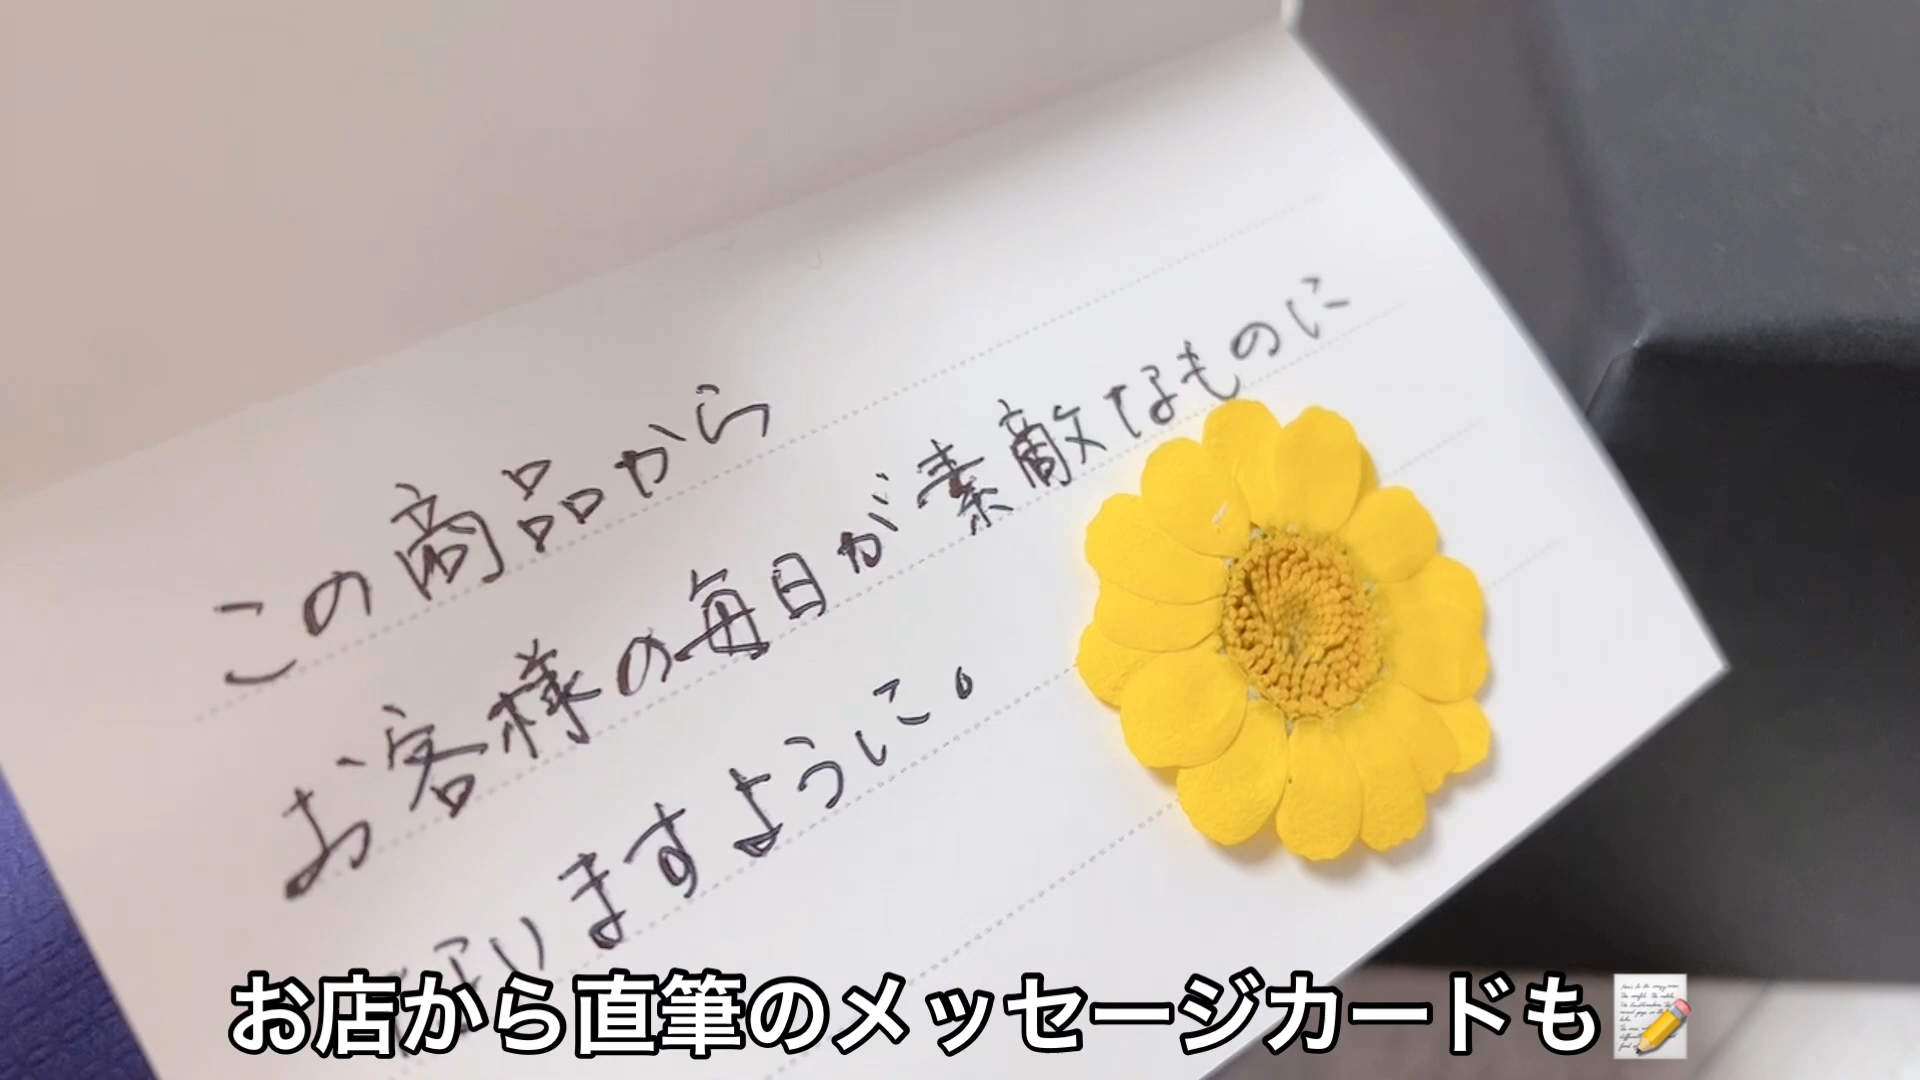 この商品から
お客様の毎日が素敵なものに
なりますように。
お店から直筆のメッセージカードも📝